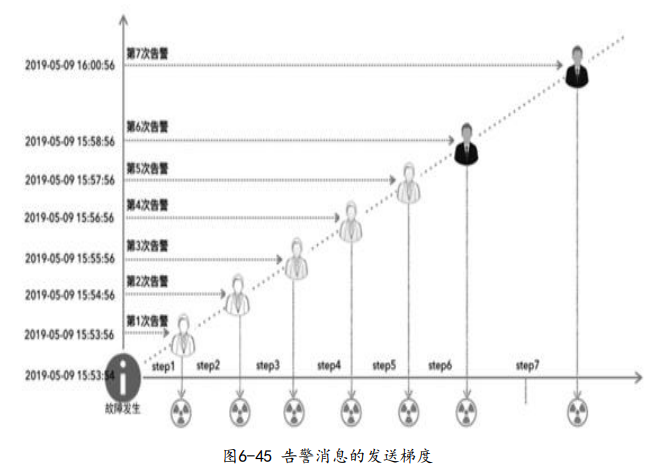 2019-05-09 16:00:56
第7次告警
2019-05-09 15:58:56
第6次告警
2019-05-09 15:57:56
第5次告警
2019-05-09 15:56:56
第4次告警
2019-05-09 15:55:56
第3次告警
2019-05-09 15:54:56
第2次告警
2019-05-09 15:53:56
第1次告警
2019-05-09 15:53:54
step1
step2
step3
step4
step5
step6
step7
故障发生
图6-45 告警消息的发送梯度